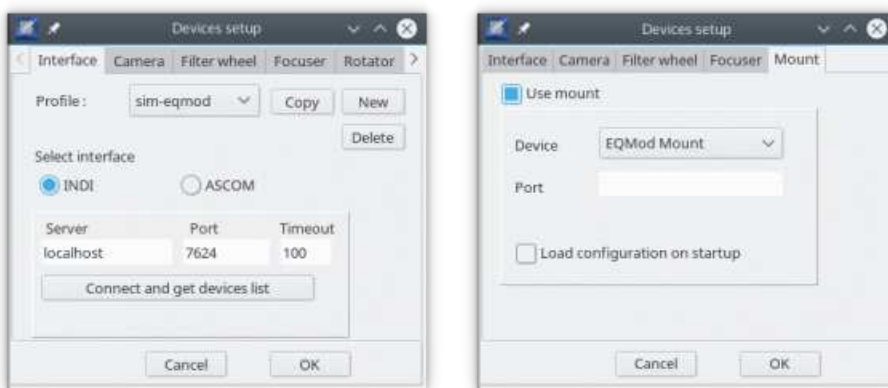 Devices setup
Interface Camera Filter wheel Focuser Rotator
Profile : sim-eqmod Copy New
Delete
Select interface
INDI ASCOM
Server Port Timeout
localhost 7624 100
Connect and get devices list
Cancel OK
Devices setup
Interface Camera Filter wheel Focuser Mount
Use mount
Device EQMod Mount
Port
Load configuration on startup
Cancel OK